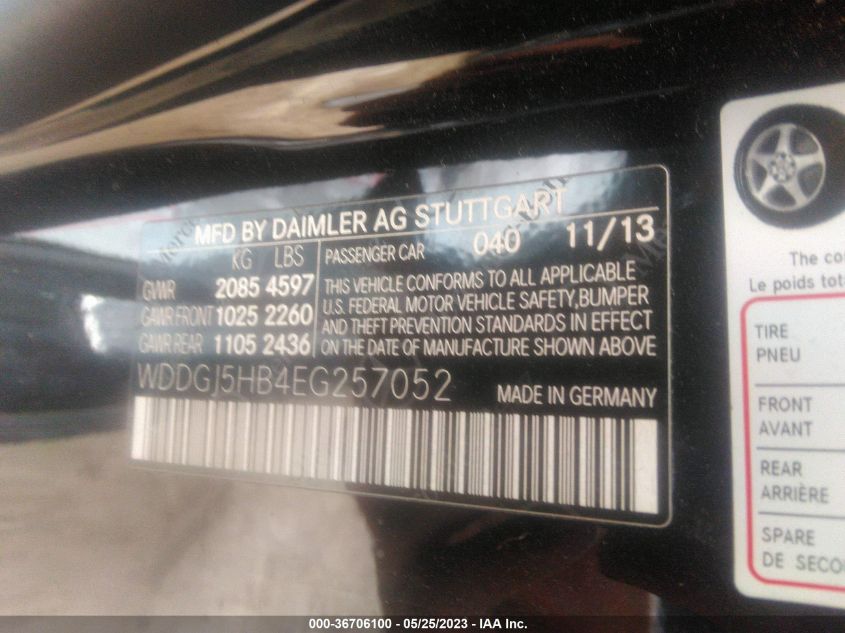 MFD BY DAIMLER AG STUTTGART
KG LBS
GVWR 2085 4597
GAWR FRONT 1025 2260
GAWR REAR 1105 2436
PASSENGER CAR 040 11/13
THIS VEHICLE CONFORMS TO ALL APPLICABLE
U.S. FEDERAL MOTOR VEHICLE SAFETY,BUMPER
AND THEFT PREVENTION STANDARDS IN EFFECT
ON THE DATE OF MANUFACTURE SHOWN ABOVE
WDDGJ5HB4EG257052 MADE IN GERMANY
The co
Le poids tot
TIRE
PNEU
FRONT
AVANT
REAR
ARRIÈRE
SPARE
DE SECO
000-36706100 - 05/25/2023 - IAA Inc.